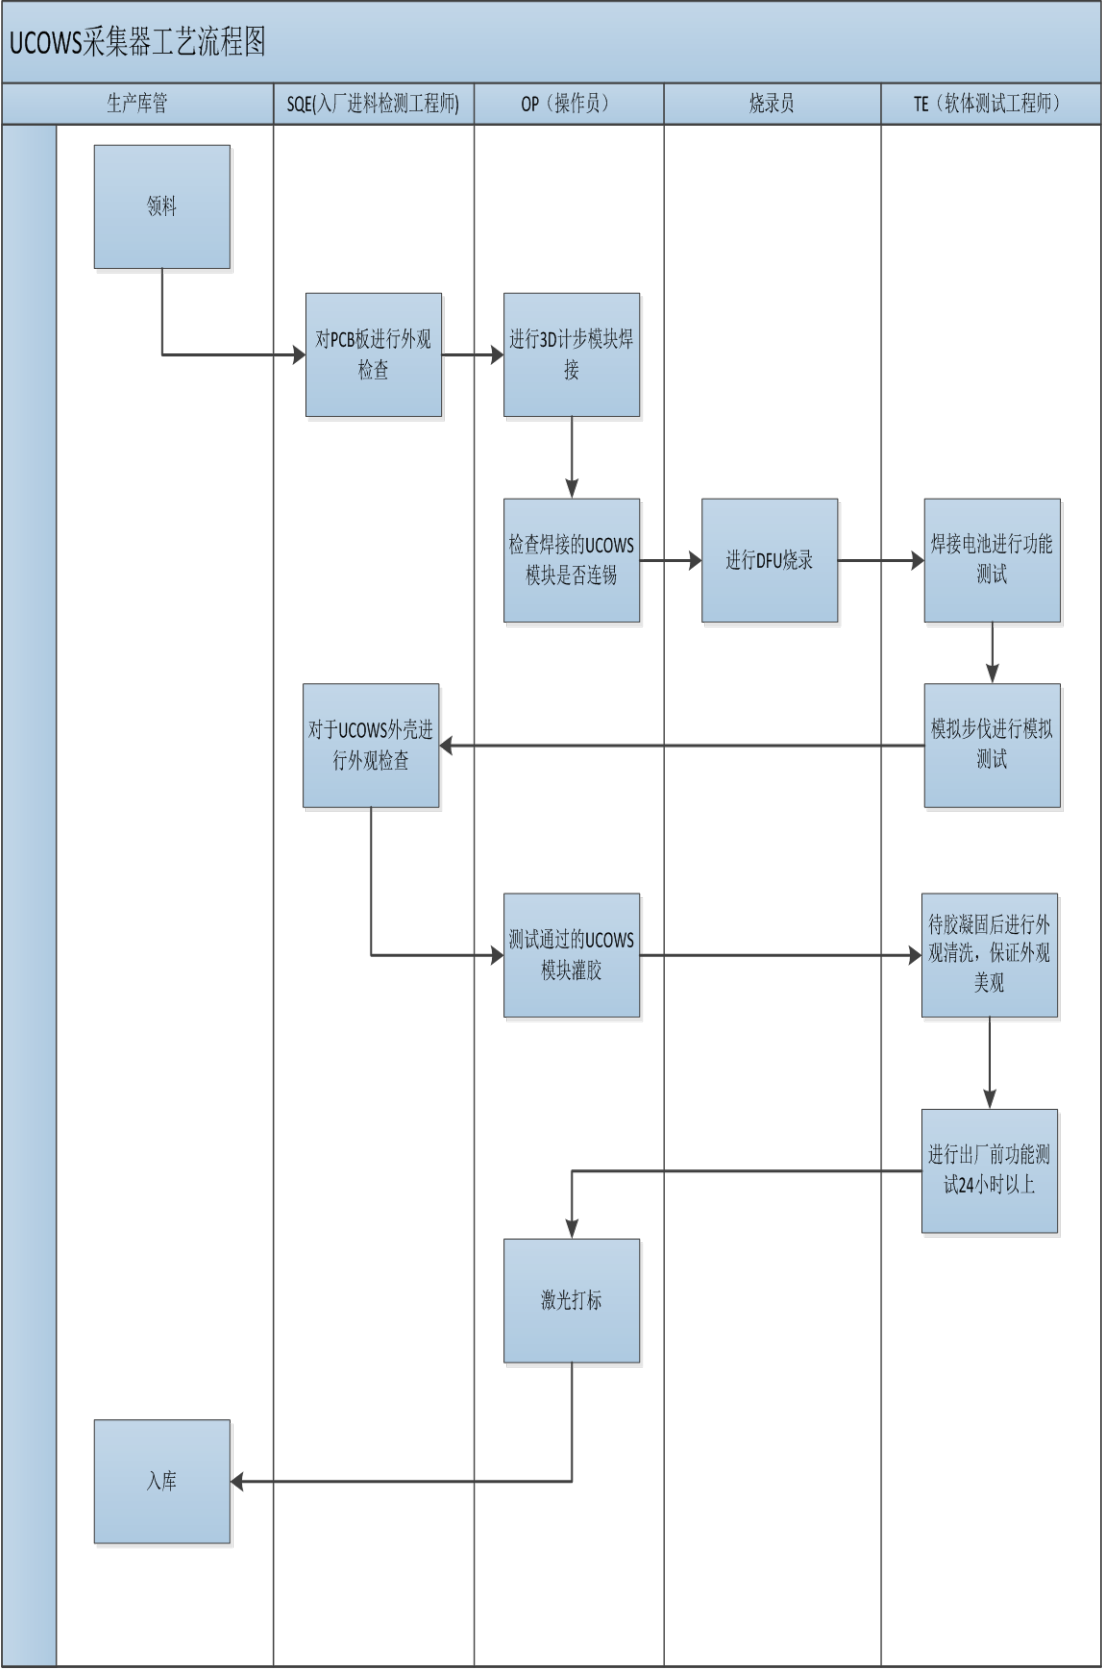 UCOWS采集器工艺流程图
生产库管
SQE(入厂进料检测工程师)
OP（操作员）
烧录员
TE（软体测试工程师）
领料
对PCB板进行外观
检查
进行3D计步模块焊
接
检查焊接的UCOWS
模块是否连锡
进行DFU烧录
焊接电池进行功能
测试
对于UCOWS外壳进
行外观检查
模拟步伐进行模拟
测试
测试通过的UCOWS
模块灌胶
待胶凝固后进行外
观清洗，保证外观
美观
进行出厂前功能测
试24小时以上
激光打标
入库